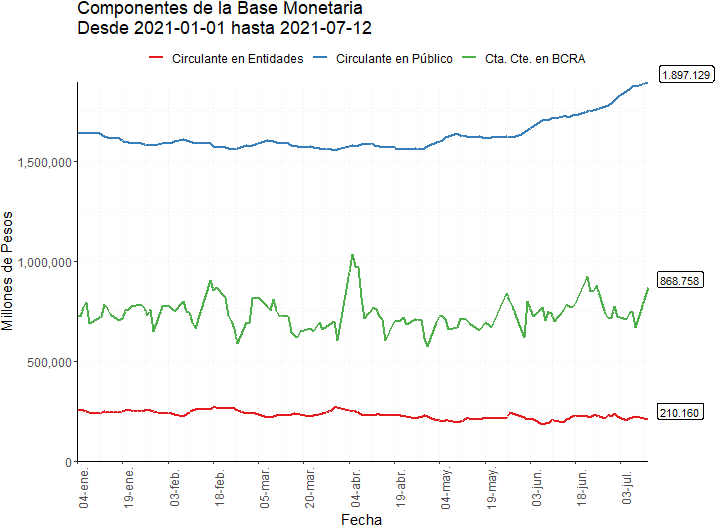 Componentes de la Base Monetaria
Desde 2021-01-01 hasta 2021-07-12
Circulante en Entidades Circulante en Público Cta. Cte. en BCRA
1.897.129
1,500,000
1,000,000
868.758
500,000
210.160
0
Millones de Pesos
04-ene. 19-ene. 03-feb. 18-feb. 05-mar. 20-mar. 04-abr. 19-abr. 04-may. 19-may. 03-jun. 18-jun. 03-jul.
Fecha